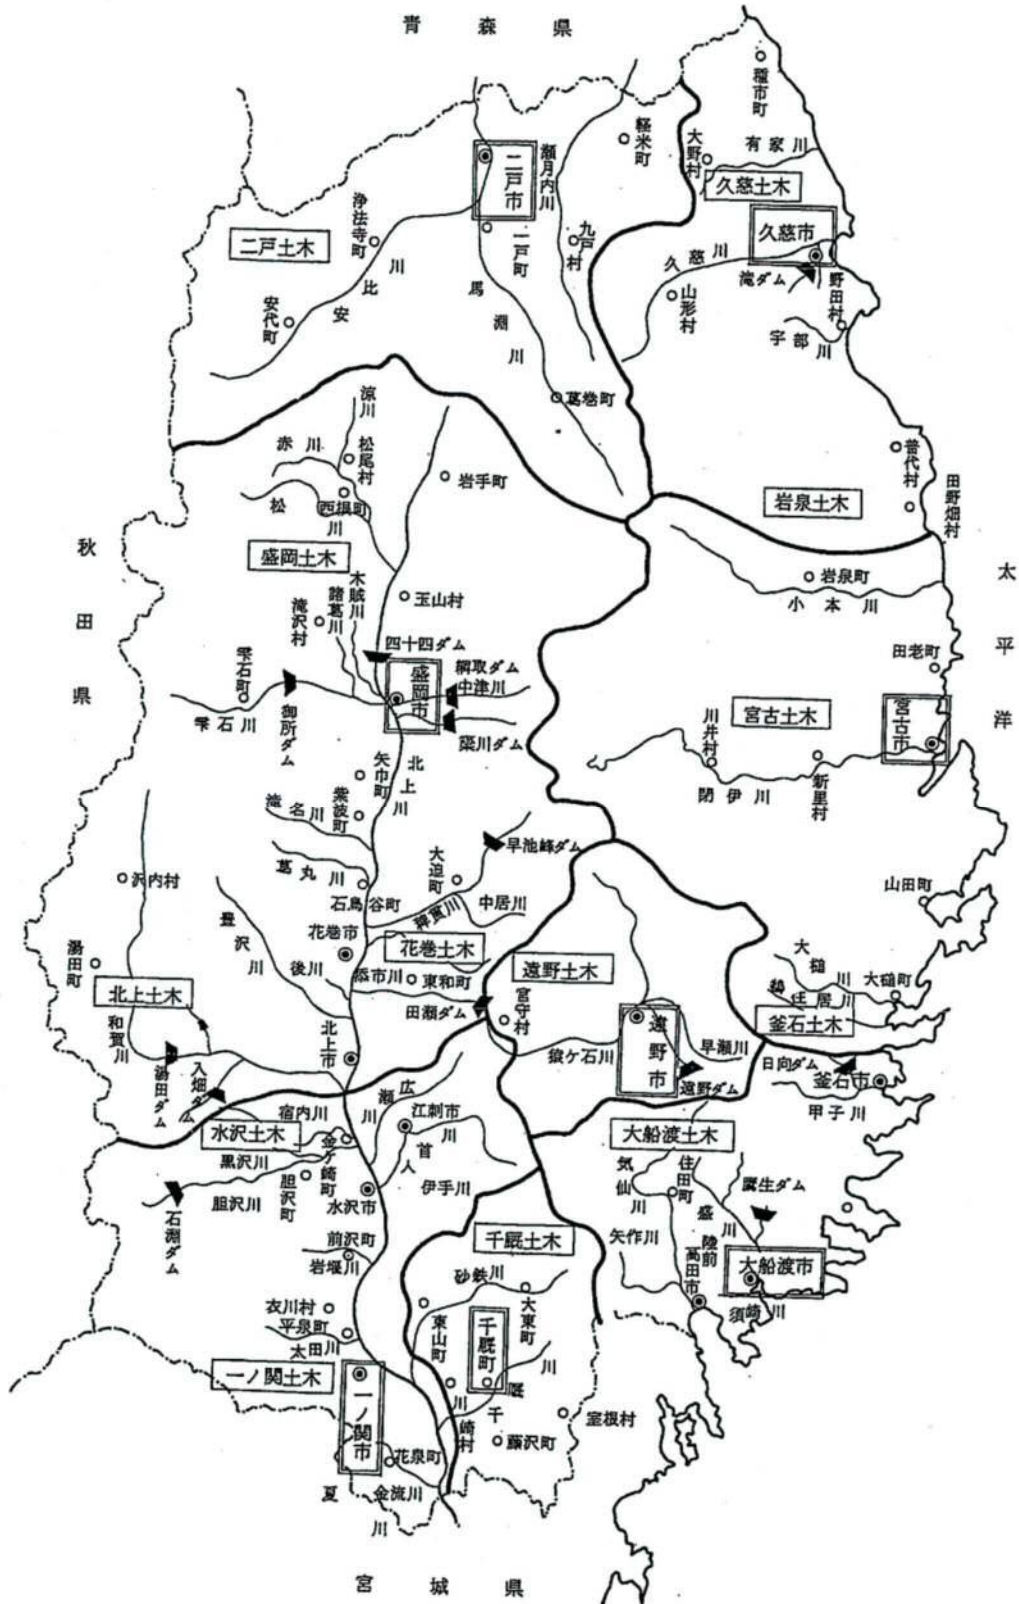 青森県
種市町
有家川
大野村
軽米町
久慈土木
瀬月内川
二戸市
久慈市
浄法寺町
九戸村
一戸町
二戸土木
久慈川
滝ダム
野田村
山形村
安比川
馬淵川
安代町
宇部川
葛巻町
涼川
赤川
松尾村
普代村
岩手町
田野畑村
岩泉土木
松川
西根町
秋田県
盛岡土木
太平洋
木賊川
諸葛川
滝沢村
岩泉町
小本川
玉山村
四十四ダム
綱取ダム
中津川
田老町
雫石町
盛岡市
宮古土木
宮古市
雫石川
御所ダム
簗川ダム
川井村
新里村
閉伊川
矢巾町
北上川
紫波町
滝名川
早池峰ダム
大迫町
葛丸川
沢内村
石鳥谷町
稗貫川
中居川
山田町
豊沢川
花巻市
花巻土木
湯田町
後川
添市川
東和町
遠野土木
大槌川
大槌町
鵜住居川
北上土木
田瀬ダム
宮守村
釜石土木
和賀川
北上市
猿ケ石川
遠野市
早瀬川
日向ダム
釜石市
湯田ダム
入畑ダム
遠野ダム
甲子川
広瀬川
宿内川
江刺市
水沢土木
金ケ崎町
人首川
大船渡土木
黒沢川
胆沢川
胆沢町
水沢市
伊手川
気仙川
住田町
鷹生ダム
石淵ダム
盛川
前沢町
千厩土木
矢作川
岩堰川
砂鉄川
陸前高田市
大船渡市
衣川村
平泉町
太田川
東山町
千厩町
大東町
須崎川
一ノ関土木
一ノ関市
川崎村
千厩川
室根村
藤沢町
花泉町
夏川
金流川
宮城県